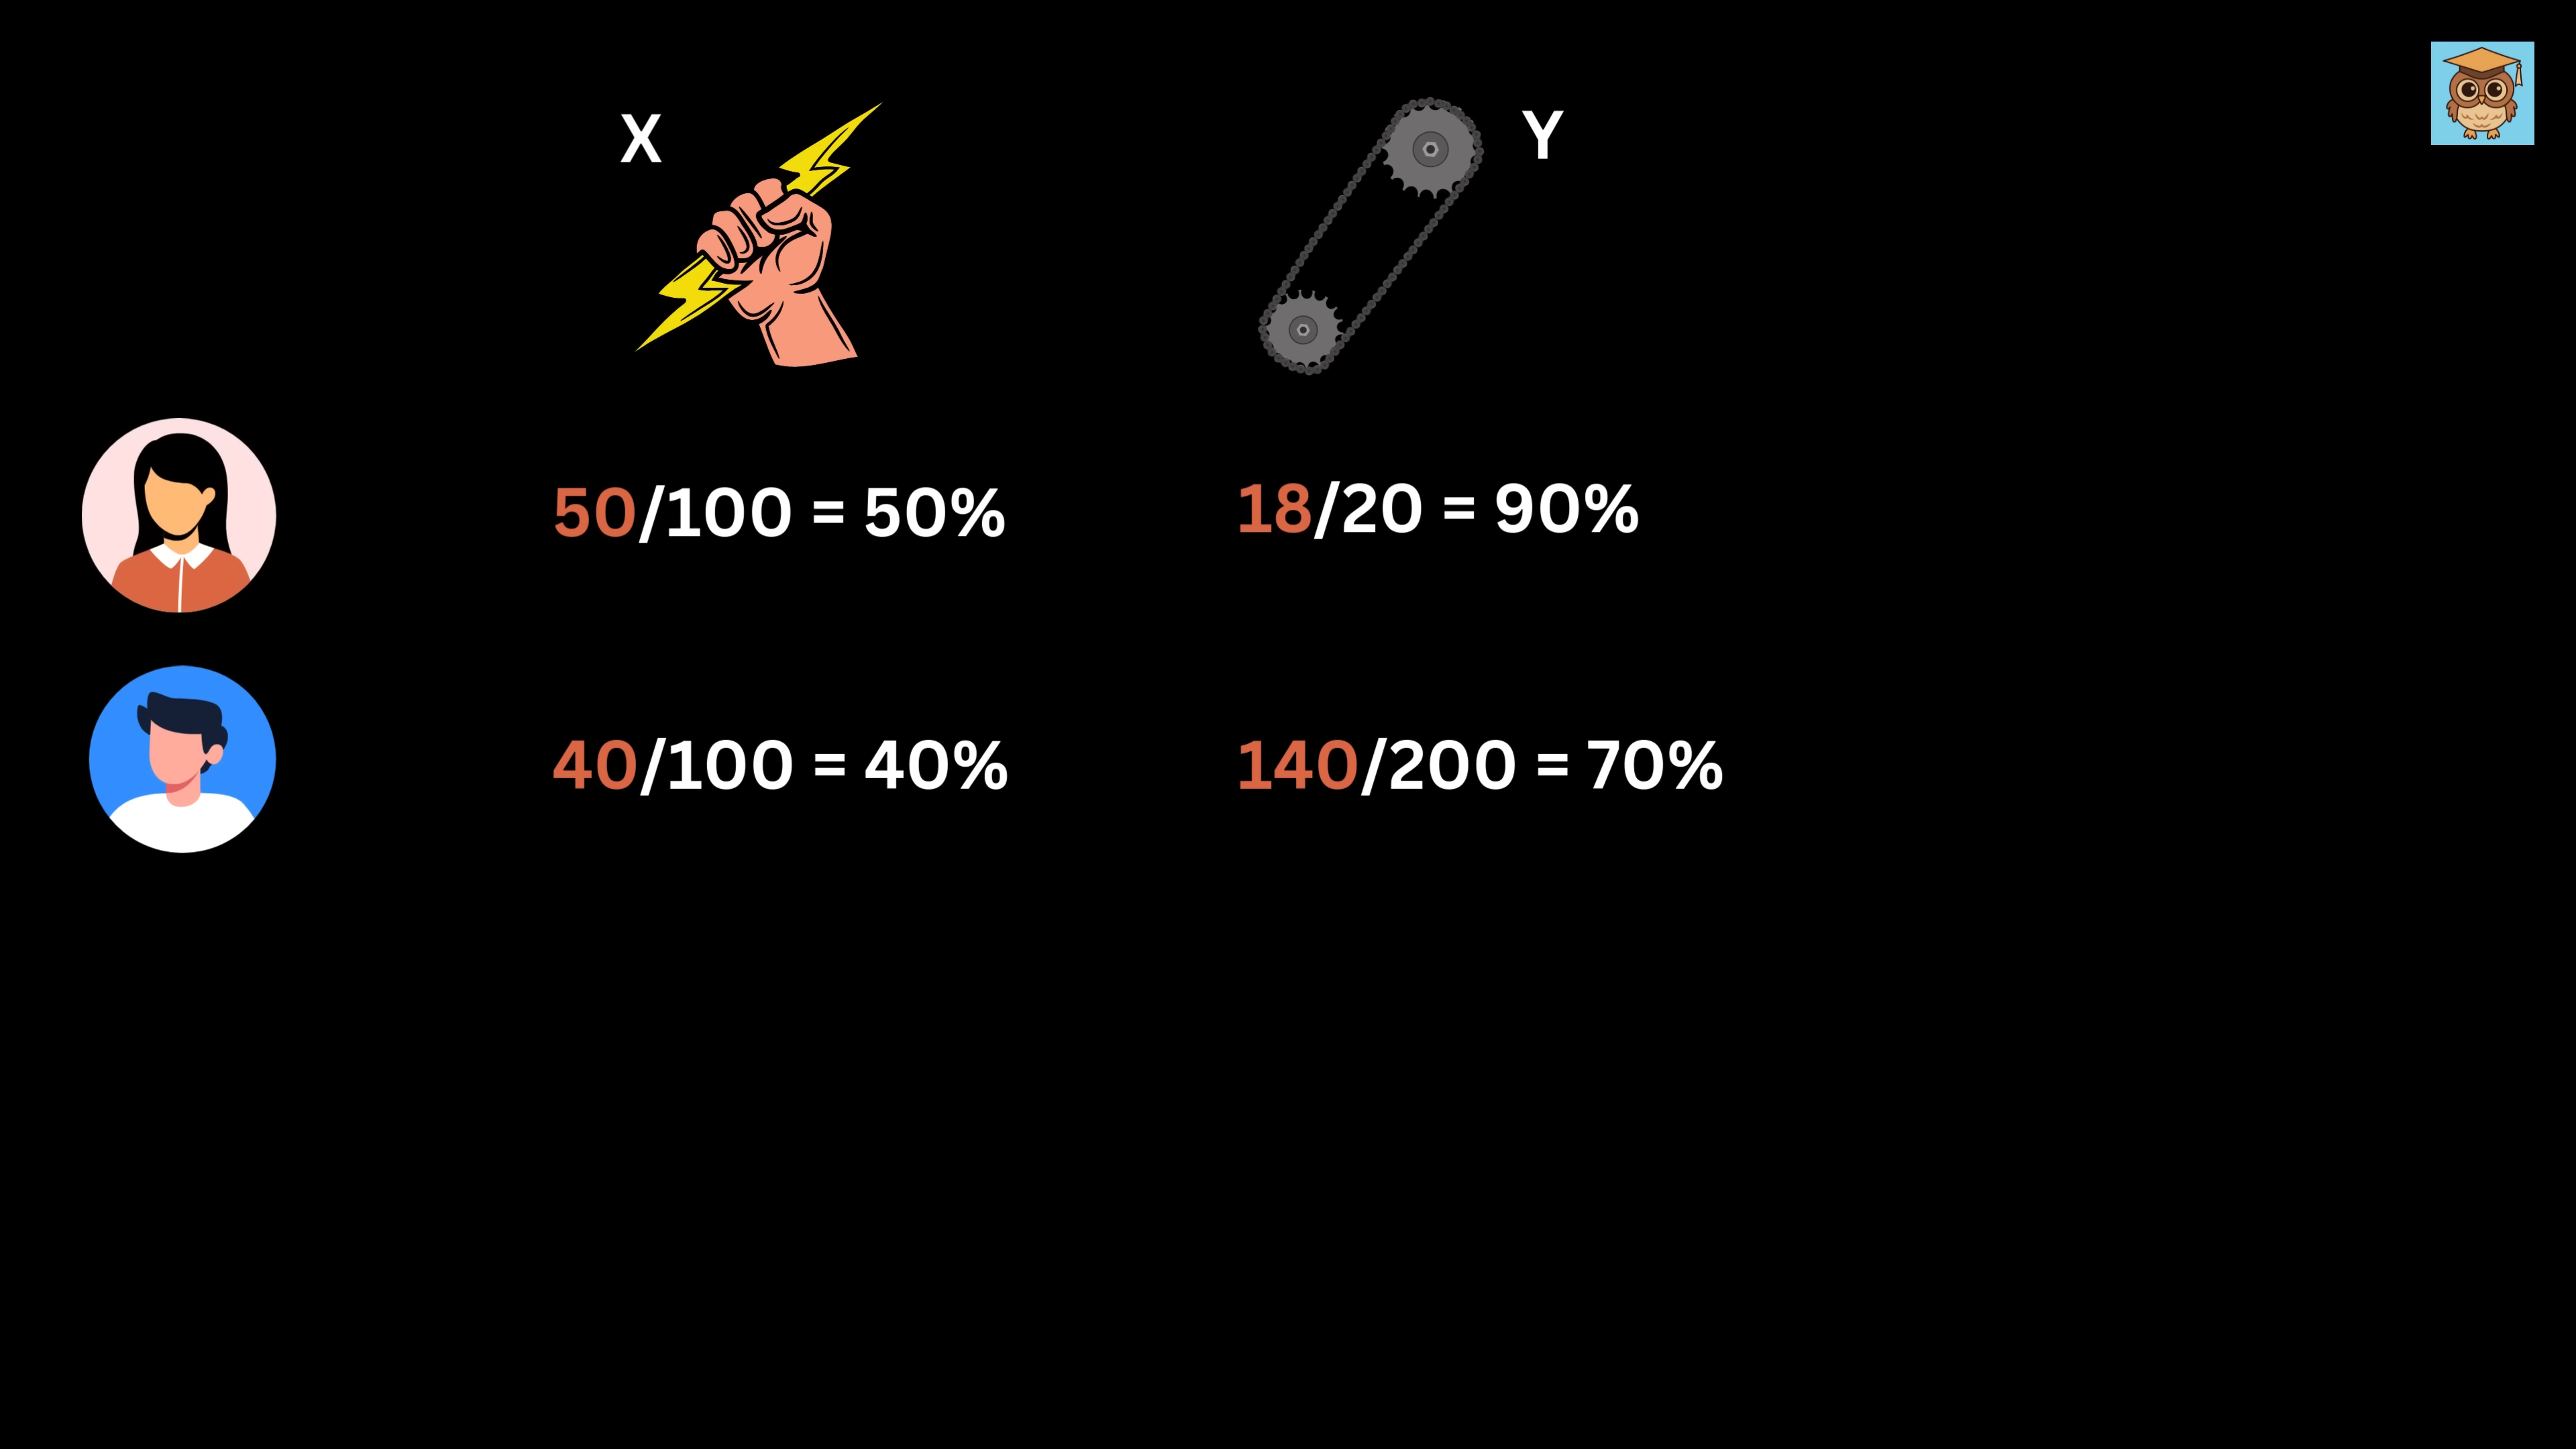 X
Y
50/100 = 50%
18/20 = 90%
40/100 = 40%
140/200 = 70%